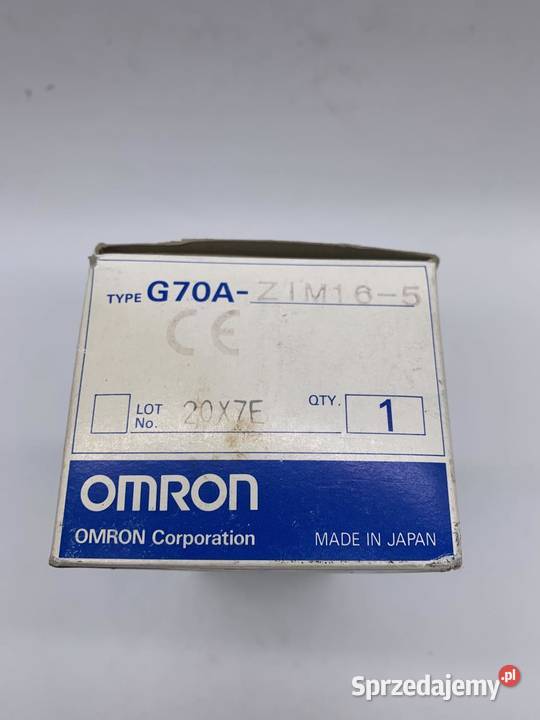 TYPE G70A-ZIM16-5
CE
LOT No. 20X7E QTY. 1
OMRON
OMRON Corporation MADE IN JAPAN
Sprzedajemy.pl